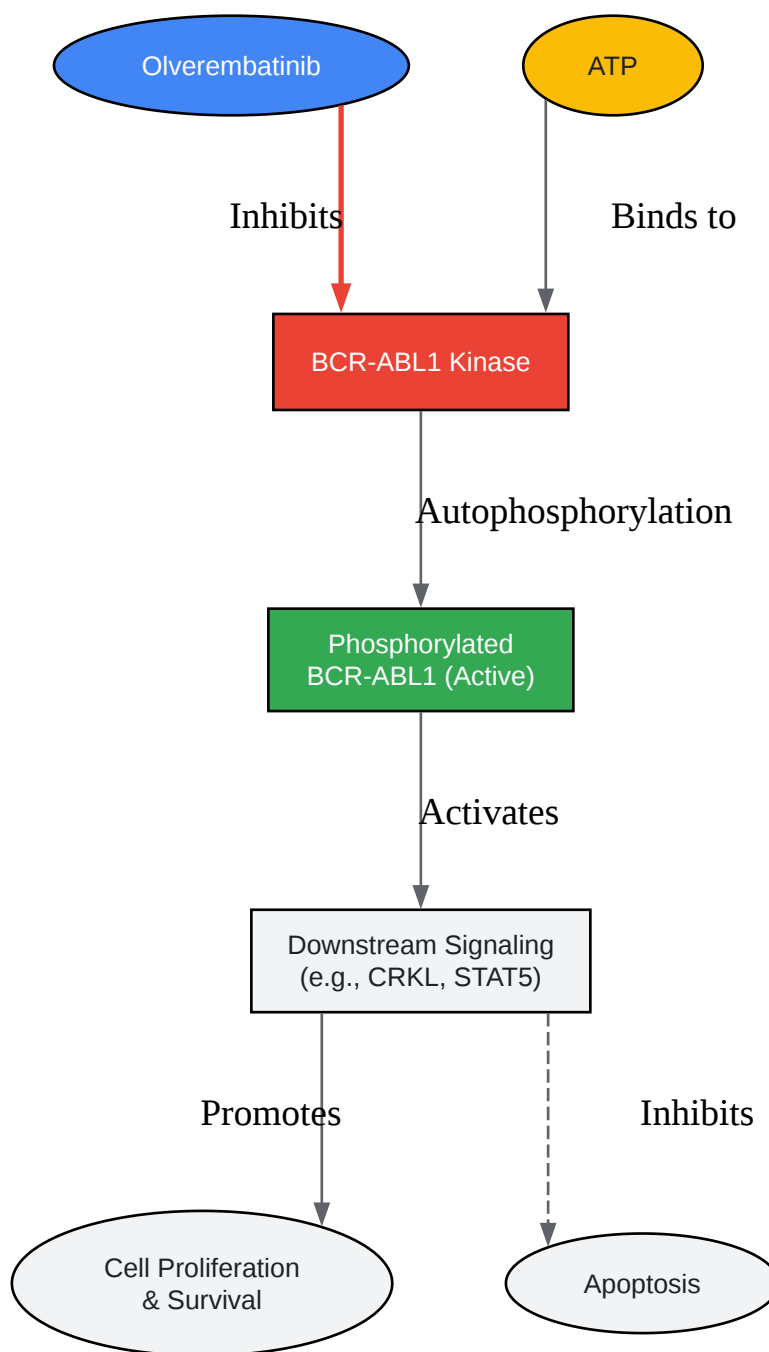 Olverembatinib
ATP
Inhibits
Binds to
BCR-ABL1 Kinase
Autophosphorylation
Phosphorylated
BCR-ABL1 (Active)
Activates
Downstream Signaling
(e.g., CRKL, STAT5)
Promotes
Inhibits
Cell Proliferation
& Survival
Apoptosis